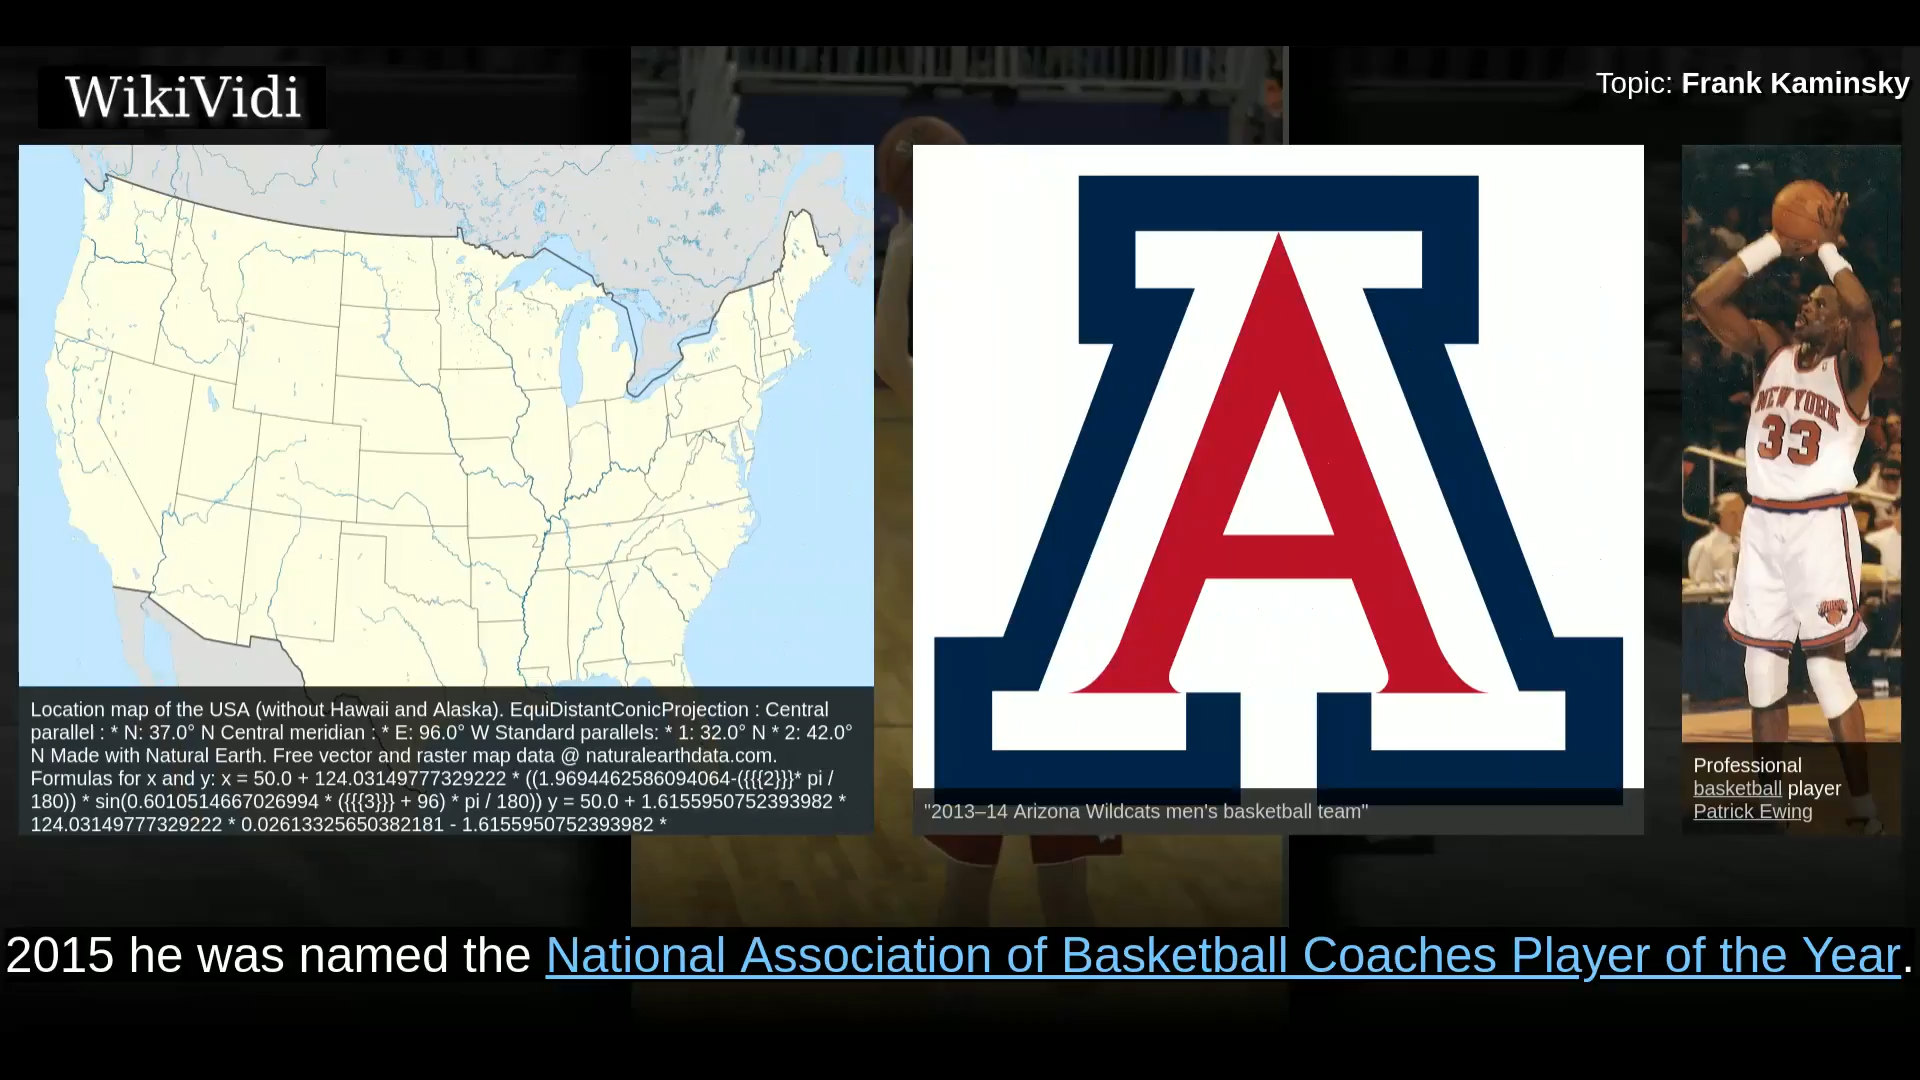 WikiVidi
Topic: Frank Kaminsky
A
Location map of the USA (without Hawaii and Alaska). EquiDistantConicProjection : Central
parallel : * N: 37.0° N Central meridian : * E: 96.0° W Standard parallels: * 1: 32.0° N * 2: 42.0°
N Made with Natural Earth. Free vector and raster map data @ naturalearthdata.com.
Formulas for x and y: x = 50.0 + 124.03149777329222 * ((1.9694462586094064-({{{2}}}* pi /
180)) * sin(0.6010514667026994 * ({{{3}}} + 96) * pi / 180)) y = 50.0 + 1.6155950752393982 *
124.03149777329222 * 0.02613325650382181 - 1.6155950752393982 *
"2013–14 Arizona Wildcats men's basketball team"
NEW YORK
33
Professional
basketball player
Patrick Ewing
2015 he was named the National Association of Basketball Coaches Player of the Year.